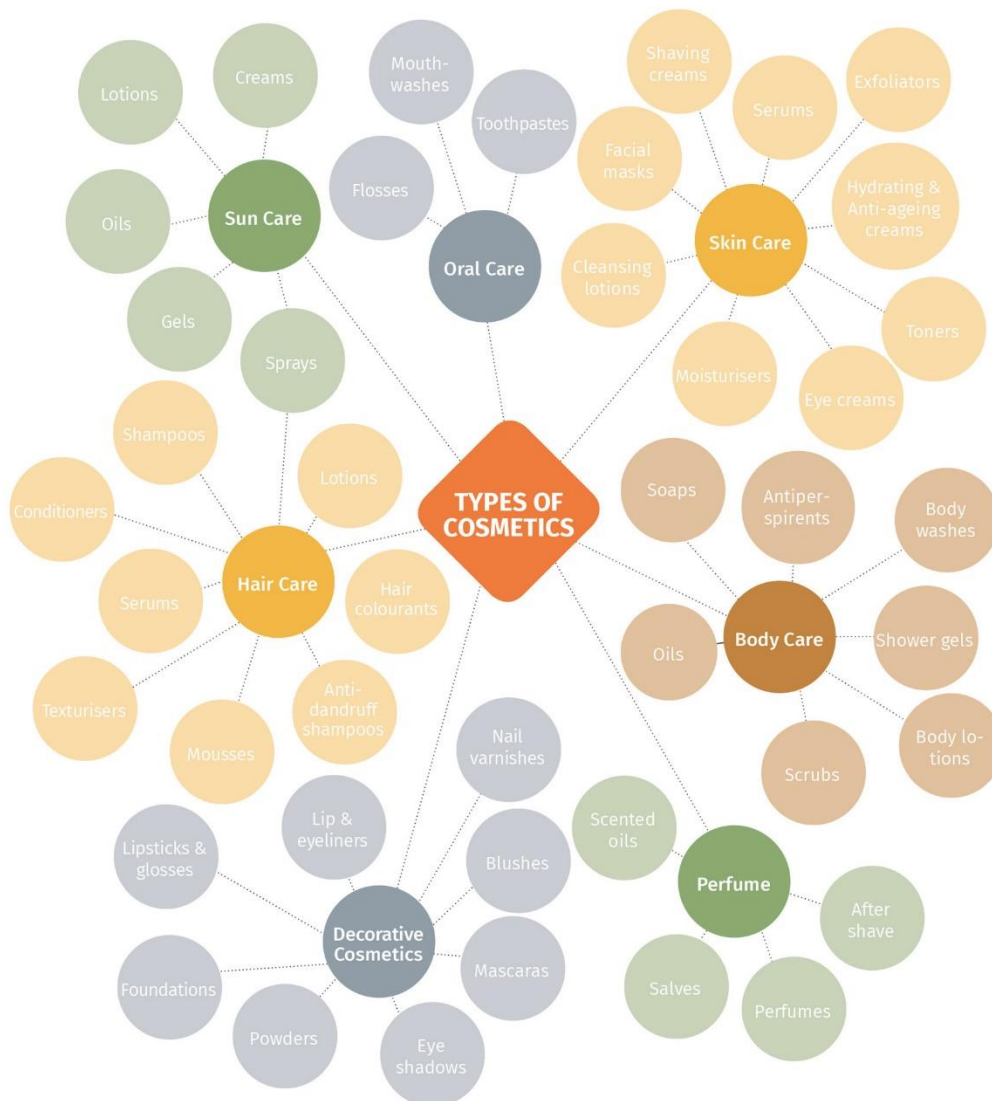 Lotions
Creams
Oils
Gels
Sprays
Sun Care
Mouth-
washes
Toothpastes
Flosses
Oral Care
Shaving
creams
Serums
Exfoliators
Facial
masks
Hydrating &
Anti-ageing
creams
Cleansing
lotions
Toners
Moisturisers
Eye creams
Skin Care
TYPES OF
COSMETICS
Shampoos
Lotions
Conditioners
Hair
colourants
Serums
Texturisers
Mousses
Anti-
dandruff
shampoos
Hair Care
Soaps
Antiper-
spirents
Body
washes
Oils
Shower gels
Scrubs
Body lo-
tions
Body Care
Nail
varnishes
Lip &
eyeliners
Lipsticks &
glosses
Blushes
Mascaras
Foundations
Powders
Eye
shadows
Decorative
Cosmetics
Scented
oils
After
shave
Salves
Perfumes
Perfume